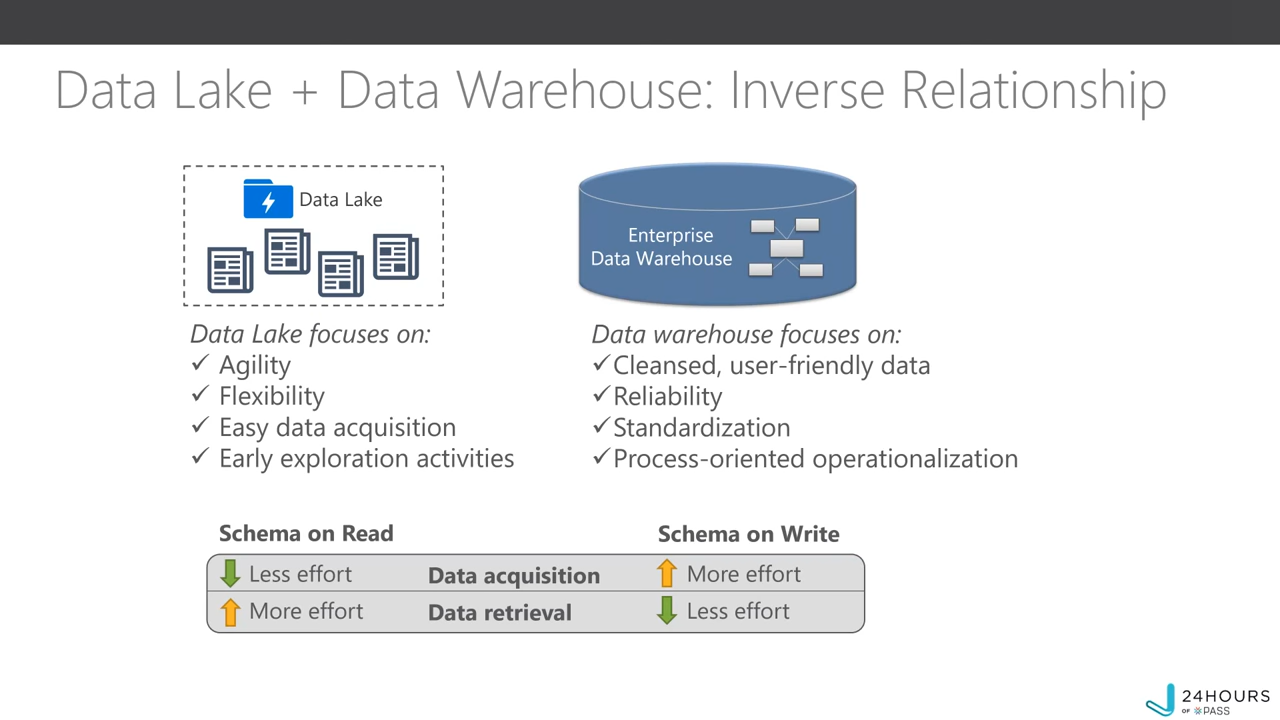 Data Lake + Data Warehouse: Inverse Relationship
Data Lake
Enterprise
Data Warehouse
Data Lake focuses on:
✓ Agility
✓ Flexibility
✓ Easy data acquisition
✓ Early exploration activities
Data warehouse focuses on:
✓Cleansed, user-friendly data
✓Reliability
✓Standardization
✓Process-oriented operationalization
Schema on Read
Schema on Write
Less effort Data acquisition More effort
More effort Data retrieval Less effort
24HOURS
OF PASS